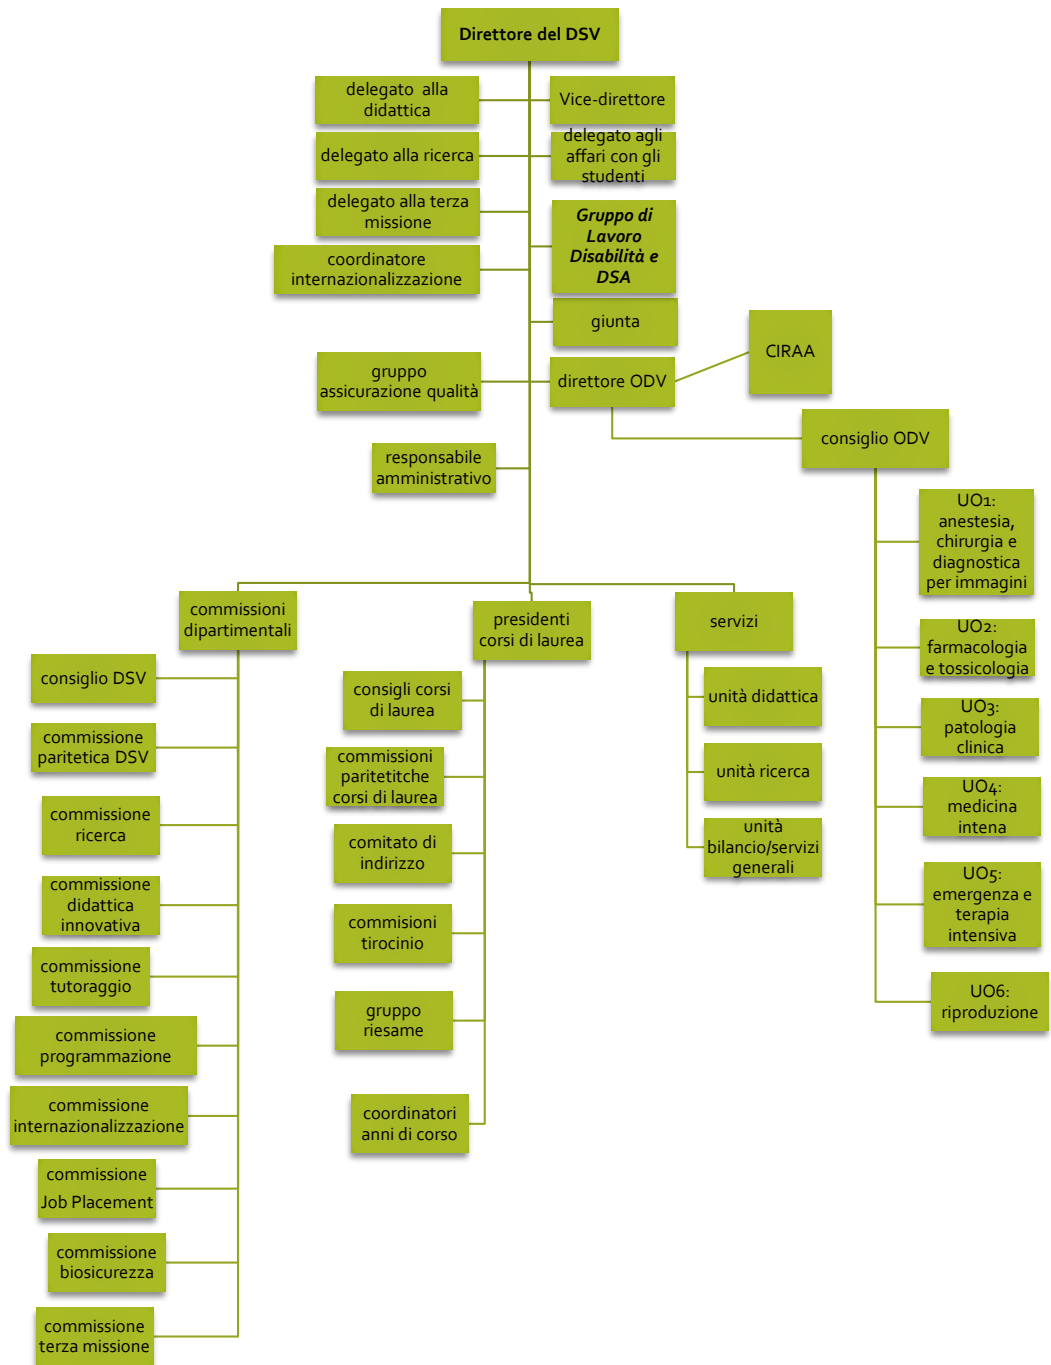 Direttore del DSV
delegato alla
didattica
Vice-direttore
delegato alla ricerca
delegato agli
affari con gli
studenti
delegato alla terza
missione
Gruppo di
Lavoro
Disabilità e
DSA
coordinatore
internazionalizzazione
giunta
CIRAA
gruppo
assicurazione qualità
direttore ODV
consiglio ODV
responsabile
amministrativo
UO1:
anestesia,
chirurgia e
diagnostica
per immagini
UO2:
farmacologia
e tossicologia
UO3:
patologia
clinica
UO4:
medicina
intena
UO5:
emergenza e
terapia
intensiva
UO6:
riproduzione
commissioni
dipartimentali
consiglio DSV
commissione
paritetica DSV
commissione
ricerca
commissione
didattica
innovativa
commissione
tutoraggio
commissione
programmazione
commissione
internazionalizzazione
commissione
Job Placement
commissione
biosicurezza
commissione
terza missione
presidenti
corsi di laurea
consigli corsi
di laurea
commissioni
paritetitche
corsi di laurea
comitato di
indirizzo
commisioni
tirocinio
gruppo
riesame
coordinatori
anni di corso
servizi
unità didattica
unità ricerca
unità
bilancio/servizi
generali